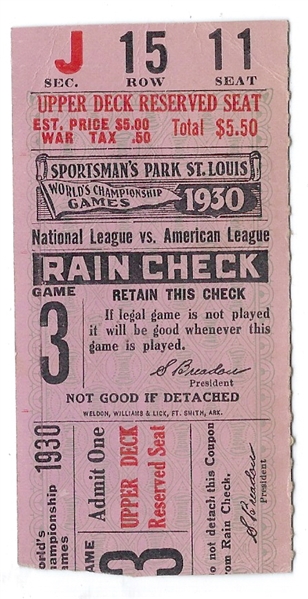 J 15 11
SEC. ROW SEAT
UPPER DECK RESERVED SEAT
EST. PRICE $5.00
WAR TAX .50
Total $5.50
SPORTSMAN'S PARK ST. LOUIS
WORLD'S CHAMPIONSHIP
GAMES
1930
National League vs. American League
RAIN CHECK
GAME
3
RETAIN THIS CHECK
If legal game is not played
it will be good whenever this
game is played.
S Breadon
President
NOT GOOD IF DETACHED
WELDON, WILLIAMS & LICK, FT. SMITH, ARK.
1930
orld's Championship
Games
Admit One
UPPER DECK
Reserved Seat
3
o not detach this Coupon
from Rain Check.
S Breadon
President